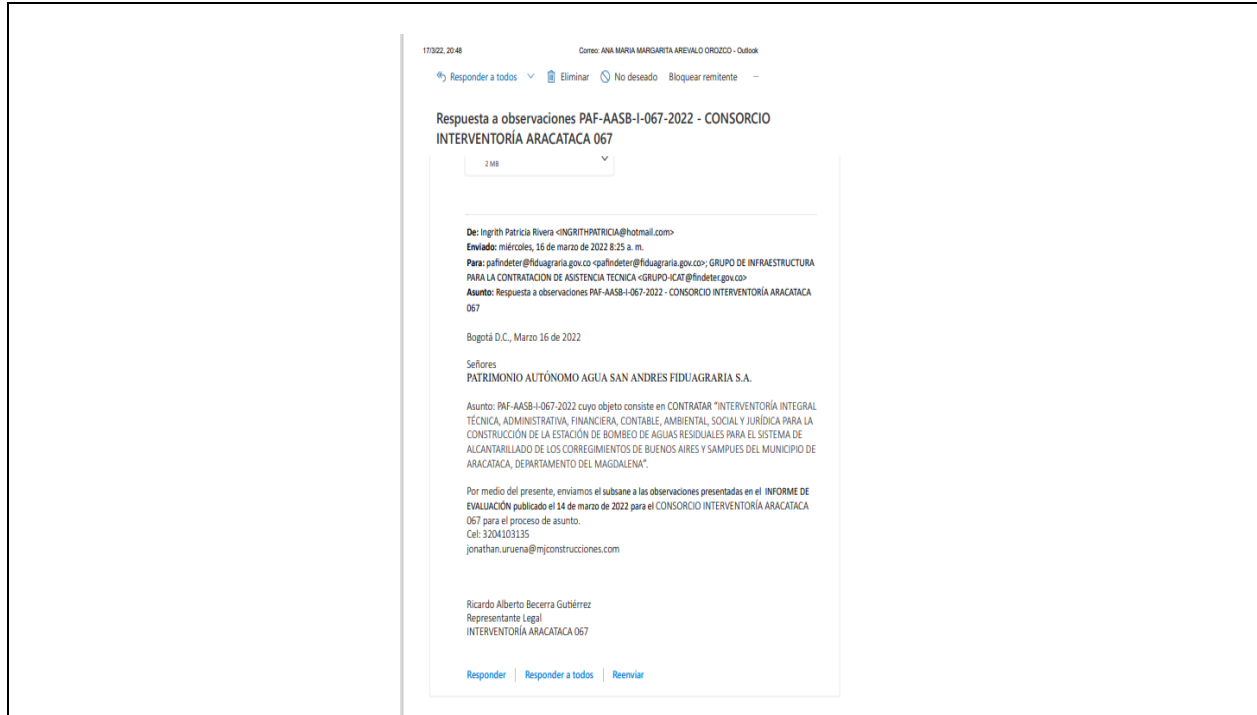 17/3/22, 20:48 Correo: ANA MARIA MARGARITA AREVALO OROZCO - Outlook
Responder a todos Eliminar No deseado Bloquear remitente
Respuesta a observaciones PAF-AASB-I-067-2022 - CONSORCIO
INTERVENTORÍA ARACATACA 067
2 MB
De: Ingrith Patricia Rivera <INGRITHPATRICIA@hotmail.com>
Enviado: miércoles, 16 de marzo de 2022 8:25 a. m.
Para: pafindeter@fiduagraria.gov.co <pafindeter@fiduagraria.gov.co>; GRUPO DE INFRAESTRUCTURA
PARA LA CONTRATACION DE ASISTENCIA TECNICA <GRUPO-ICAT@findeter.gov.co>
Asunto: Respuesta a observaciones PAF-AASB-I-067-2022 - CONSORCIO INTERVENTORÍA ARACATACA
067
Bogotá D.C., Marzo 16 de 2022
Señores
PATRIMONIO AUTÓNOMO AGUA SAN ANDRES FIDUAGRARIA S.A.
Asunto: PAF-AASB-I-067-2022 cuyo objeto consiste en CONTRATAR "INTERVENTORÍA INTEGRAL
TÉCNICA, ADMINISTRATIVA, FINANCIERA, CONTABLE, AMBIENTAL, SOCIAL Y JURÍDICA PARA LA
CONSTRUCCIÓN DE LA ESTACIÓN DE BOMBEO DE AGUAS RESIDUALES PARA EL SISTEMA DE
ALCANTARILLADO DE LOS CORREGIMIENTOS DE BUENOS AIRES Y SAMPUES DEL MUNICIPIO DE
ARACATACA, DEPARTAMENTO DEL MAGDALENA".
Por medio del presente, enviamos el subsane a las observaciones presentadas en el INFORME DE
EVALUACIÓN publicado el 14 de marzo de 2022 para el CONSORCIO INTERVENTORÍA ARACATACA
067 para el proceso de asunto.
Cel: 3204103135
jonathan.uruena@mjconstrucciones.com
Ricardo Alberto Becerra Gutiérrez
Representante Legal
INTERVENTORÍA ARACATACA 067
Responder Responder a todos Reenviar